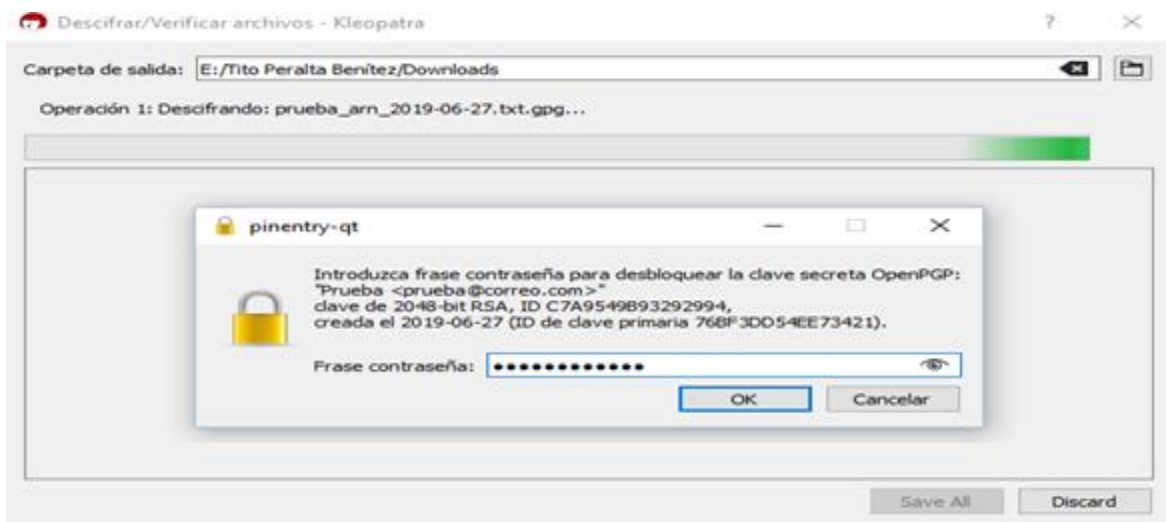 Descifrar/Verificar archivos - Kleopatra
Carpeta de salida: E:/Tito Peralta Benítez/Downloads
Operación 1: Descifrando: prueba_arn_2019-06-27.txt.gpg...
pinentry-qt
Introduzca frase contraseña para desbloquear la clave secreta OpenPGP:
"Prueba <prueba@correo.com>"
clave de 2048-bit RSA, ID C7A9549B93292994,
creada el 2019-06-27 (ID de clave primaria 768F3DD54EE73421).
Frase contraseña: ●●●●●●●●●●●●
OK Cancelar
Save All Discard